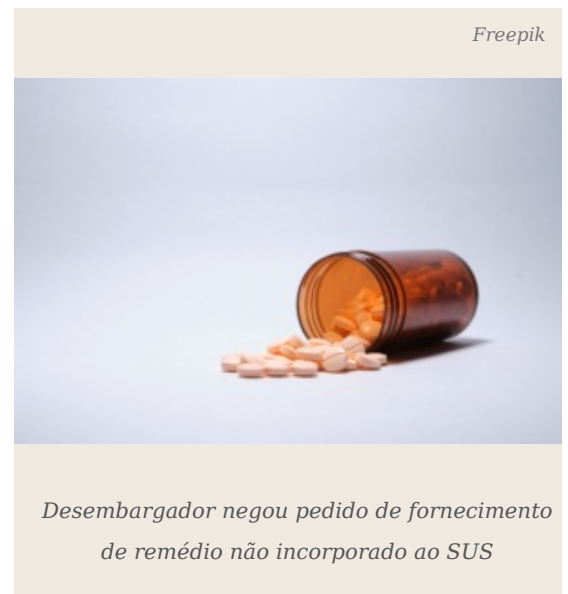 Freepik
Desembargador negou pedido de fornecimento
de remédio não incorporado ao SUS